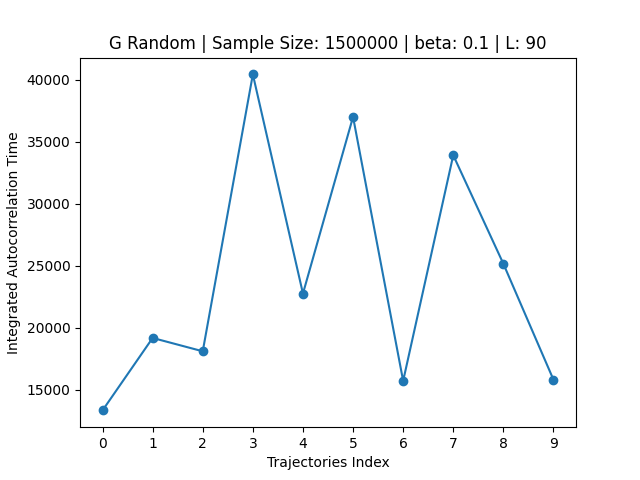 G Random | Sample Size: 1500000 | beta: 0.1 | L: 90
Integrated Autocorrelation Time
40000
35000
30000
25000
20000
15000
0 1 2 3 4 5 6 7 8 9
Trajectories Index